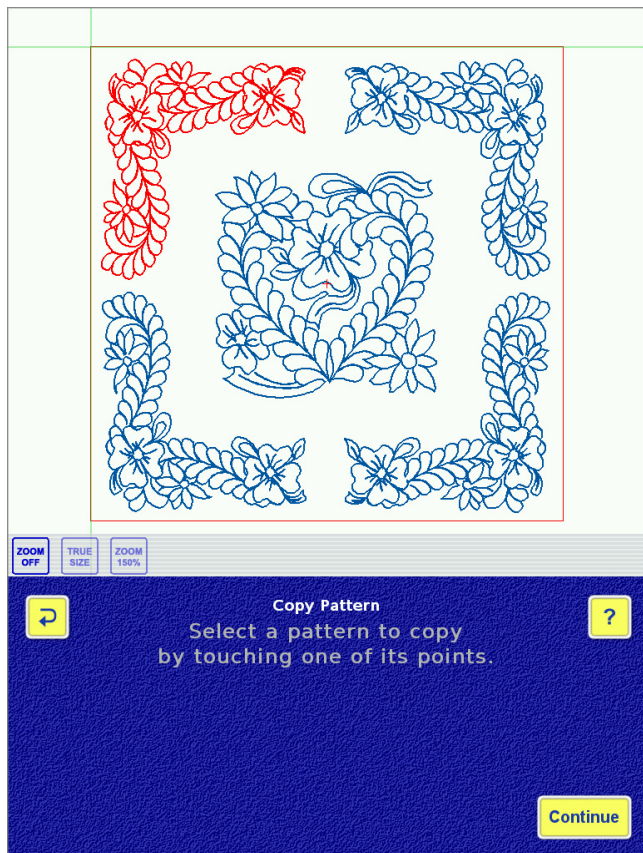 ZOOM
OFF
TRUE
SIZE
ZOOM
150%
Copy Pattern
?
Select a pattern to copy
by touching one of its points.
Continue